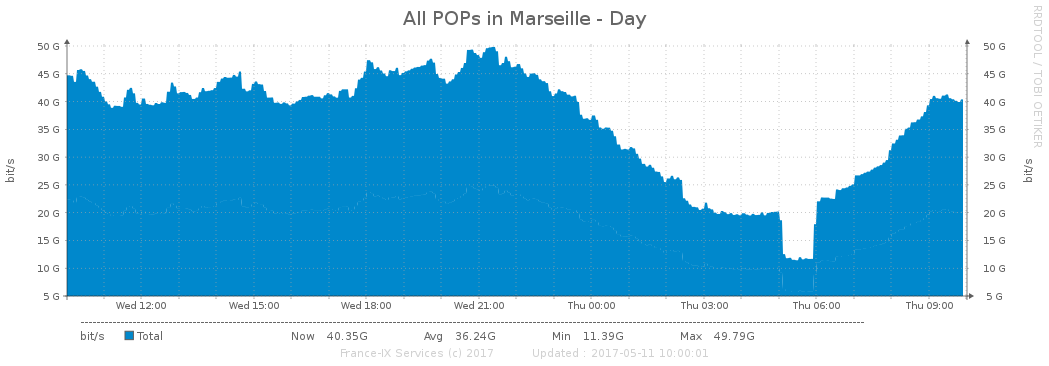 All POPs in Marseille - Day
RRDTOOL / TOBI OETIKER
50 G 50 G
45 G 45 G
40 G 40 G
35 G 35 G
30 G 30 G
25 G 25 G
20 G 20 G
15 G 15 G
10 G 10 G
5 G 5 G
bit/s
bit/s
Wed 12:00 Wed 15:00 Wed 18:00 Wed 21:00 Thu 00:00 Thu 03:00 Thu 06:00 Thu 09:00
bit/s Total Now 40.35G Avg 36.24G Min 11.39G Max 49.79G
France-IX Services (c) 2017 Updated : 2017-05-11 10:00:01